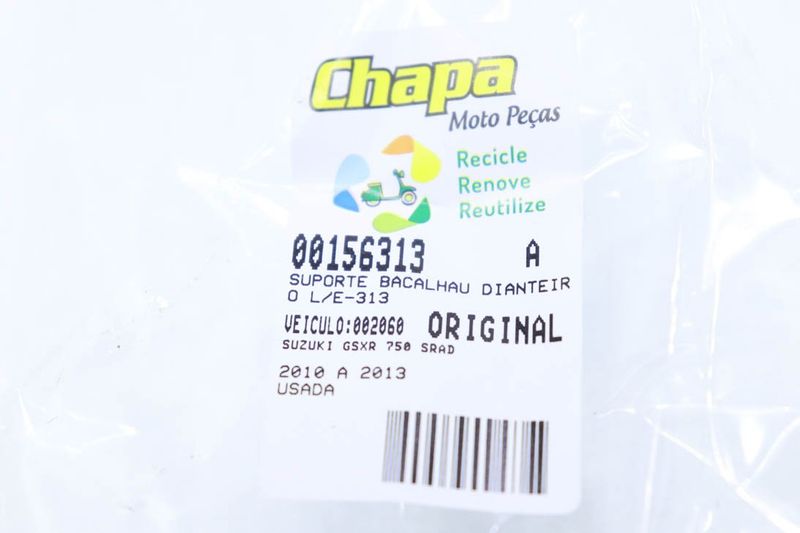 Chapa
Moto Peças
Recicle
Renove
Reutilize
00156313 A
SUPORTE BACALHAU DIANTEIR
O L/E-313
VEICULO:002060 ORIGINAL
SUZUKI GSXR 750 SRAD
2010 A 2013
USADA